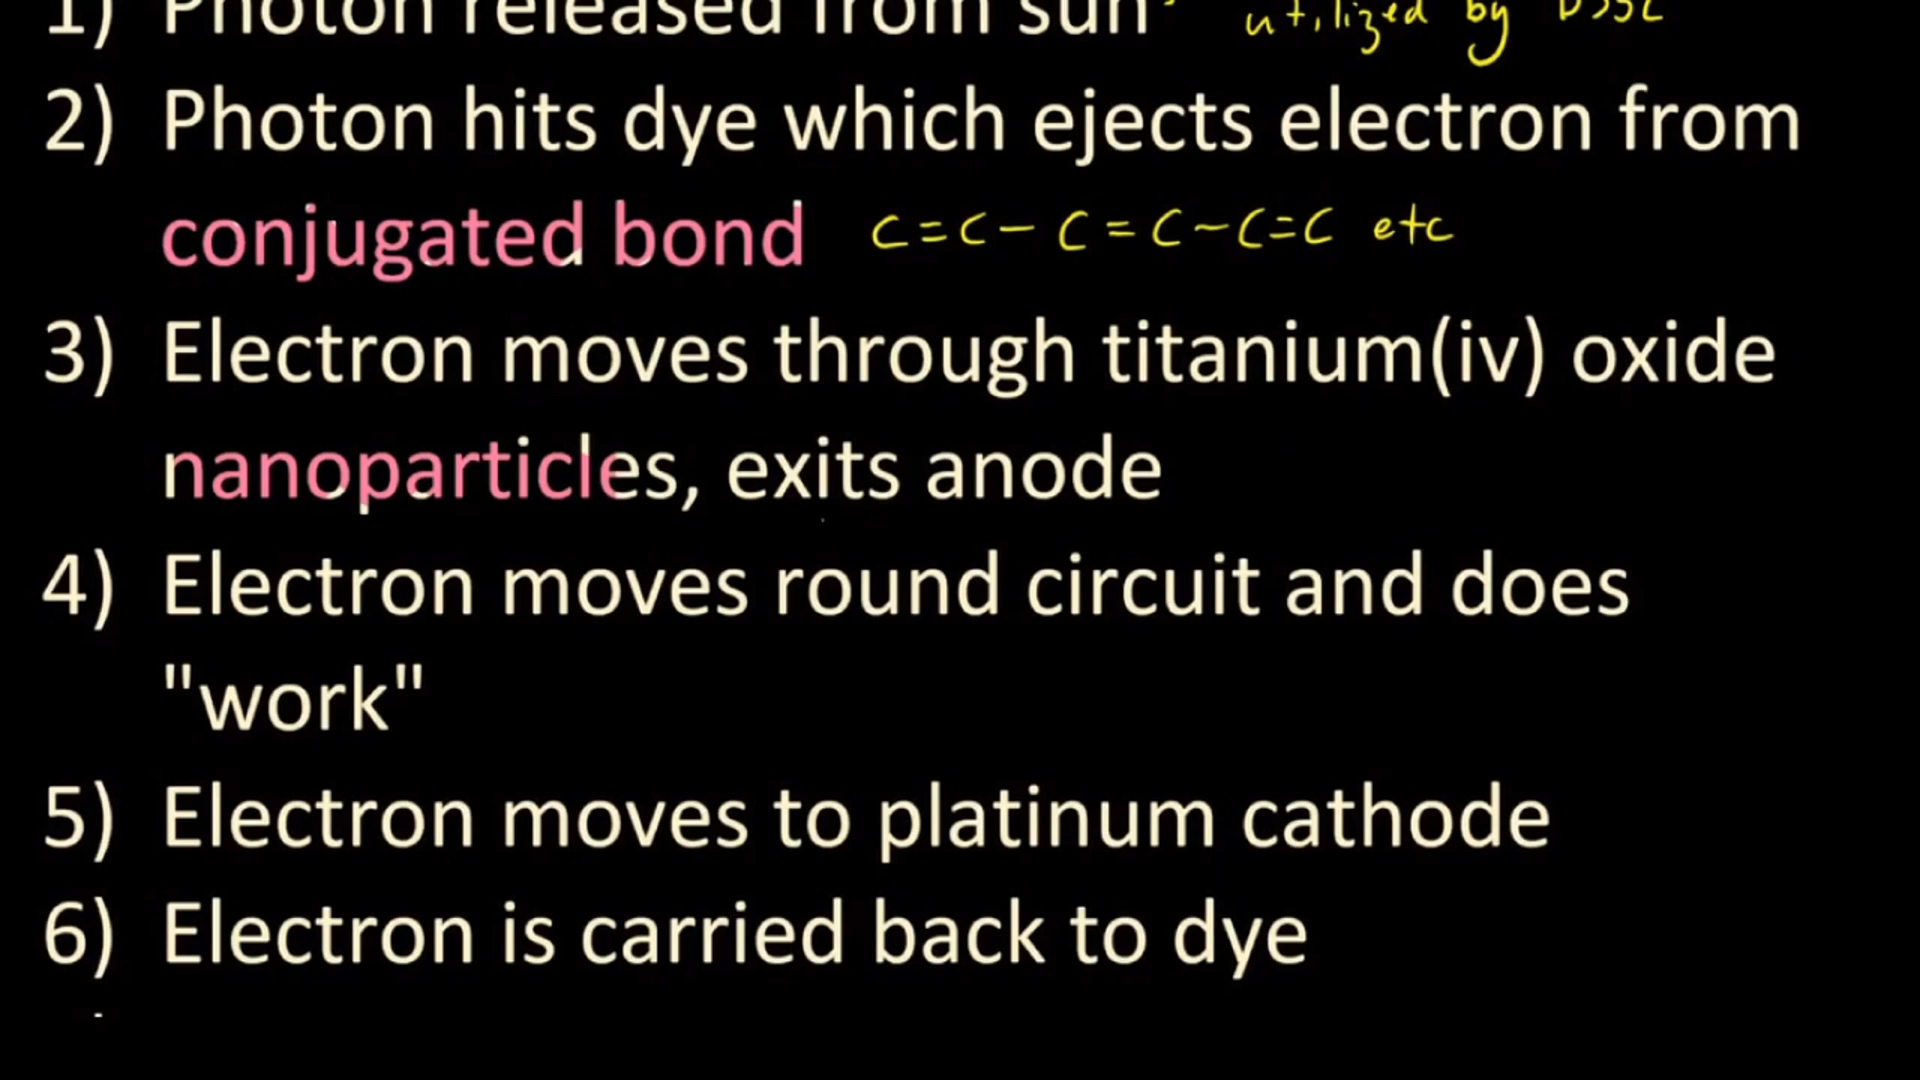 1) Photon released from sun utilized by DSSC
2) Photon hits dye which ejects electron from
conjugated bond C=C-C=C-C=C etc
3) Electron moves through titanium(iv) oxide
nanoparticles, exits anode
4) Electron moves round circuit and does
"work"
5) Electron moves to platinum cathode
6) Electron is carried back to dye